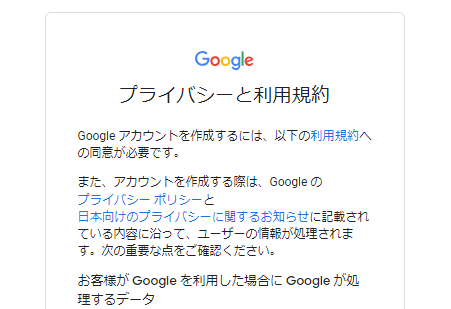 Google
プライバシーと利用規約
Google アカウントを作成するには、以下の利用規約へ
の同意が必要です。
また、アカウントを作成する際は、Google の
プライバシー ポリシーと
日本向けのプライバシーに関するお知らせに記載され
ている内容に沿って、ユーザーの情報が処理されま
す。次の重要な点をご確認ください。
お客様が Google を利用した場合に Google が処
理するデータ